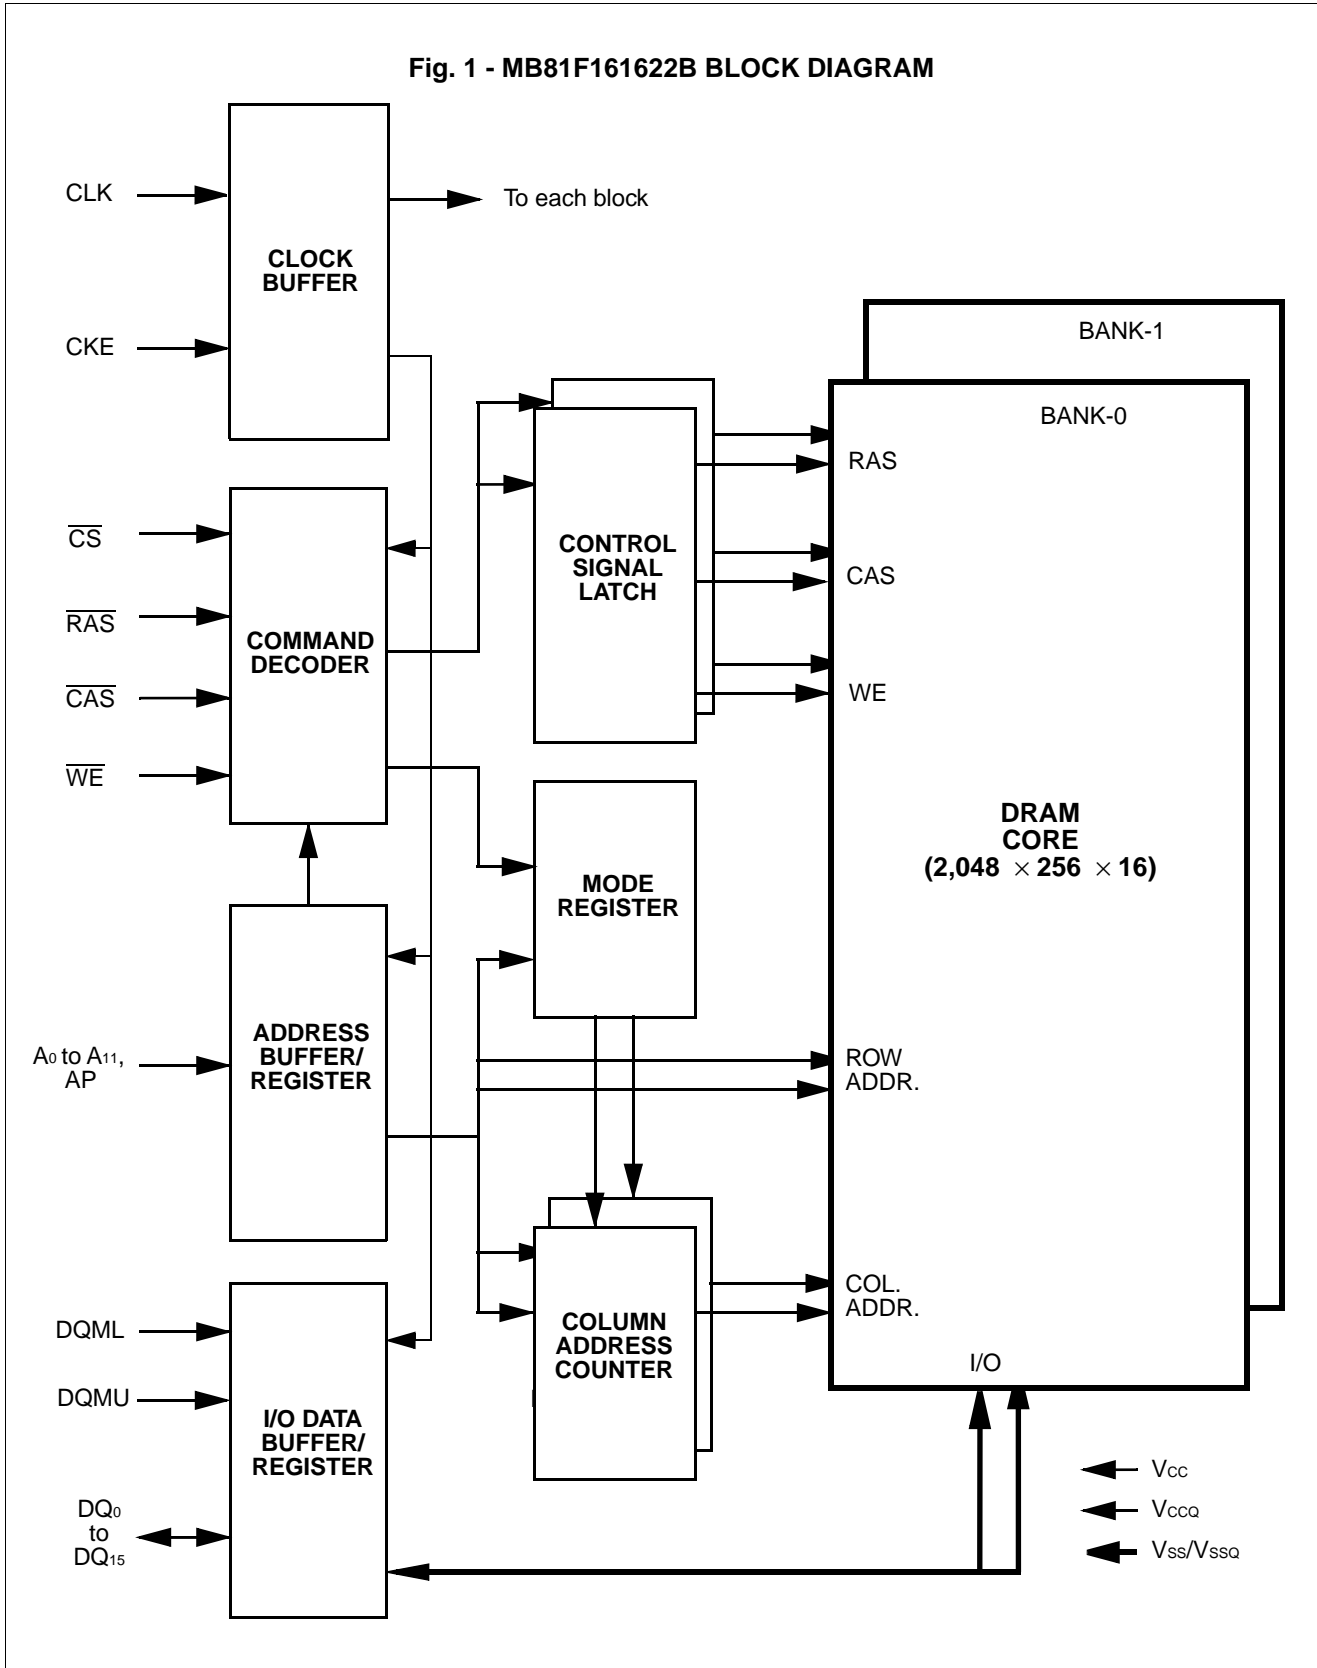 Fig. 1 - MB81F161622B BLOCK DIAGRAM
CLK
To each block
CLOCK
BUFFER
CKE
BANK-1
BANK-0
RAS
CS
RAS
CAS
WE
COMMAND
DECODER
CONTROL
SIGNAL
LATCH
CAS
WE
DRAM
CORE
(2,048 × 256 × 16)
MODE
REGISTER
A0 to A11,
AP
ADDRESS
BUFFER/
REGISTER
ROW
ADDR.
COL.
ADDR.
I/O
DQML
DQMU
DQ0
to
DQ15
I/O DATA
BUFFER/
REGISTER
COLUMN
ADDRESS
COUNTER
VCC
VCCQ
VSS/VSSQ